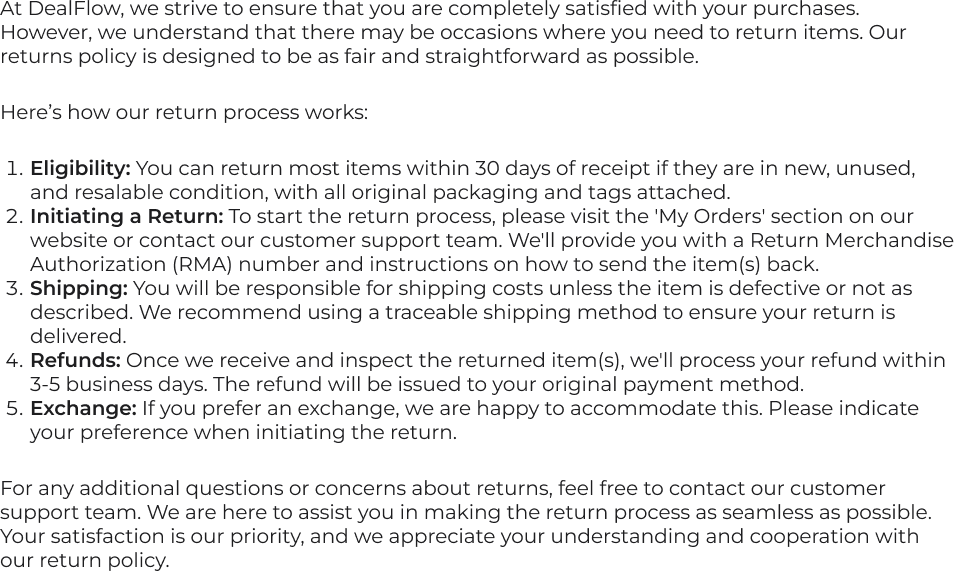 At DealFlow, we strive to ensure that you are completely satisfied with your purchases.
However, we understand that there may be occasions where you need to return items. Our
returns policy is designed to be as fair and straightforward as possible.
Here’s how our return process works:
1. Eligibility: You can return most items within 30 days of receipt if they are in new, unused,
and resalable condition, with all original packaging and tags attached.
2. Initiating a Return: To start the return process, please visit the 'My Orders' section on our
website or contact our customer support team. We'll provide you with a Return Merchandise
Authorization (RMA) number and instructions on how to send the item(s) back.
3. Shipping: You will be responsible for shipping costs unless the item is defective or not as
described. We recommend using a traceable shipping method to ensure your return is
delivered.
4. Refunds: Once we receive and inspect the returned item(s), we'll process your refund within
3-5 business days. The refund will be issued to your original payment method.
5. Exchange: If you prefer an exchange, we are happy to accommodate this. Please indicate
your preference when initiating the return.
For any additional questions or concerns about returns, feel free to contact our customer
support team. We are here to assist you in making the return process as seamless as possible.
Your satisfaction is our priority, and we appreciate your understanding and cooperation with
our return policy.